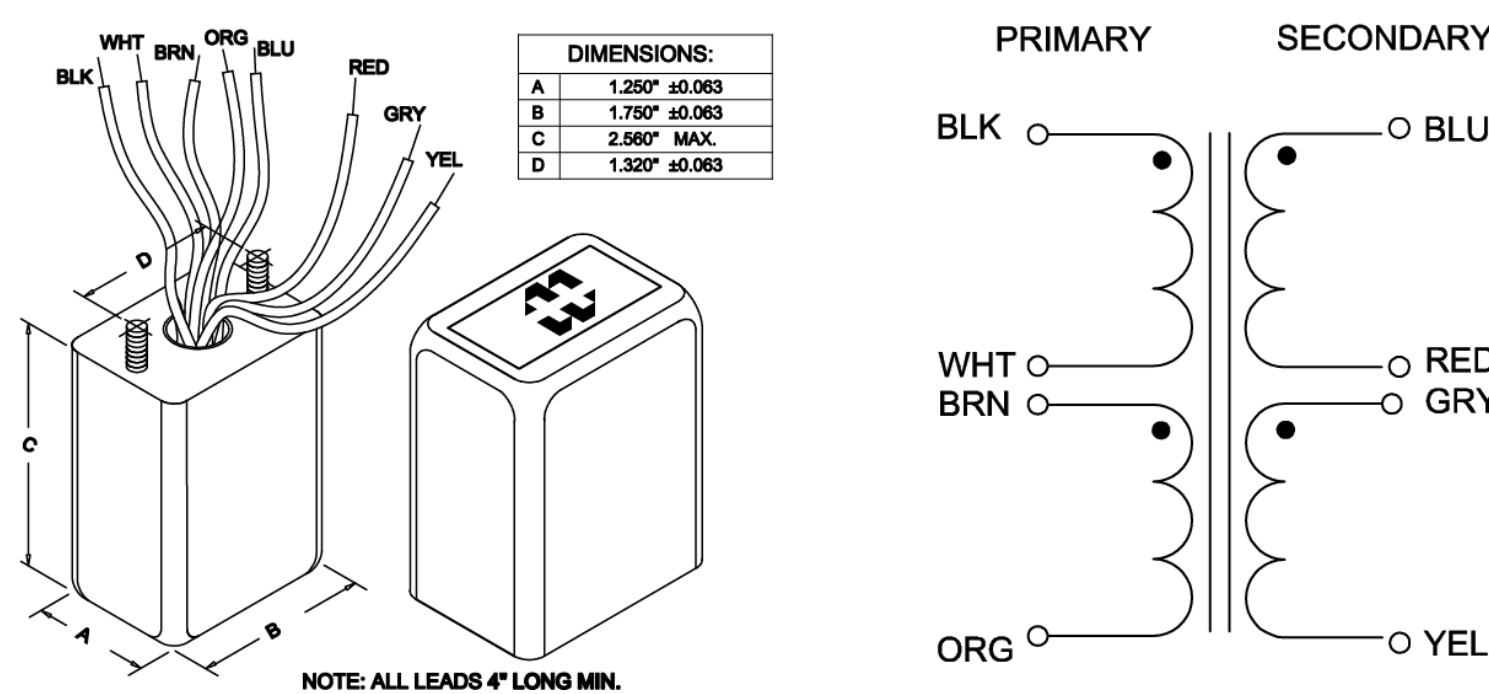 BLK
WHT
BRN
ORG
BLU
RED
GRY
YEL
DIMENSIONS:
A 1.250" ±0.063
B 1.750" ±0.063
C 2.560" MAX.
D 1.320" ±0.063
D
C
A
B
NOTE: ALL LEADS 4" LONG MIN.
PRIMARY SECONDARY
BLK BLU
WHT RED
BRN GRY
ORG YEL